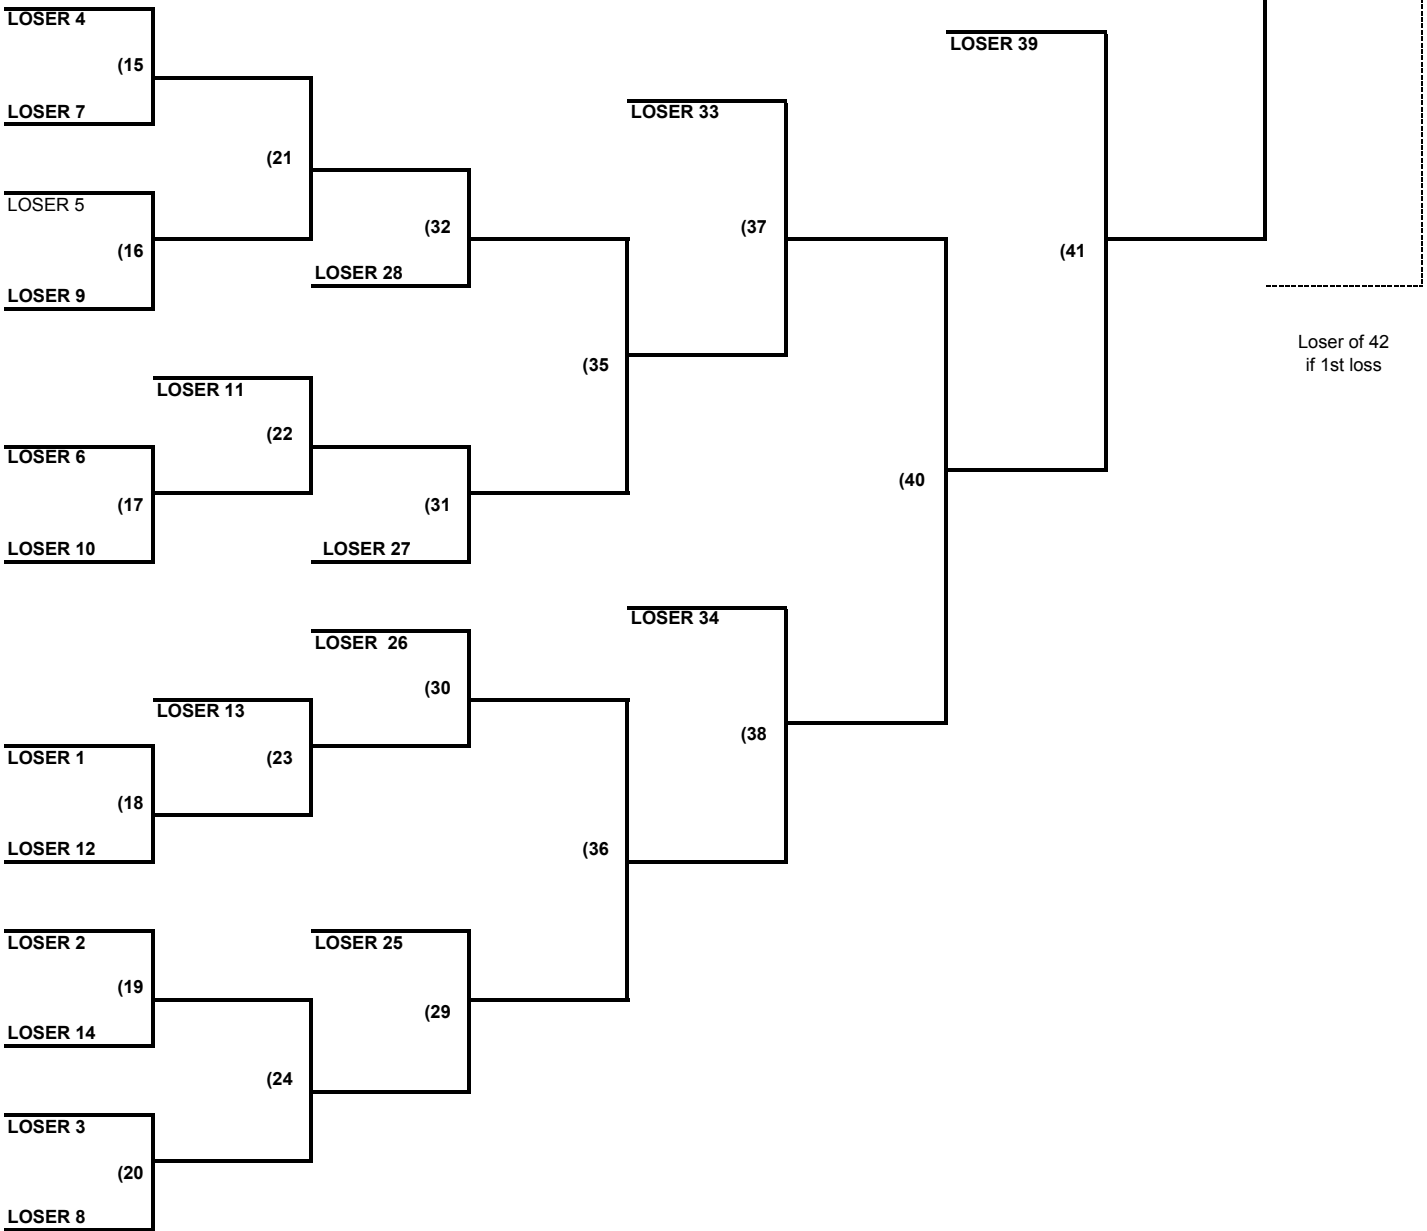 LOSER 4
LOSER 39
(15
LOSER 7
LOSER 33
(21
LOSER 5
(32
(37
(16
(41
LOSER 28
LOSER 9
Loser of 42
if 1st loss
(35
LOSER 11
(22
LOSER 6
(40
(17
(31
LOSER 10
LOSER 27
LOSER 34
LOSER 26
(30
LOSER 13
(38
LOSER 1
(23
(18
LOSER 12
(36
LOSER 2
LOSER 25
(19
(29
LOSER 14
(24
LOSER 3
(20
LOSER 8